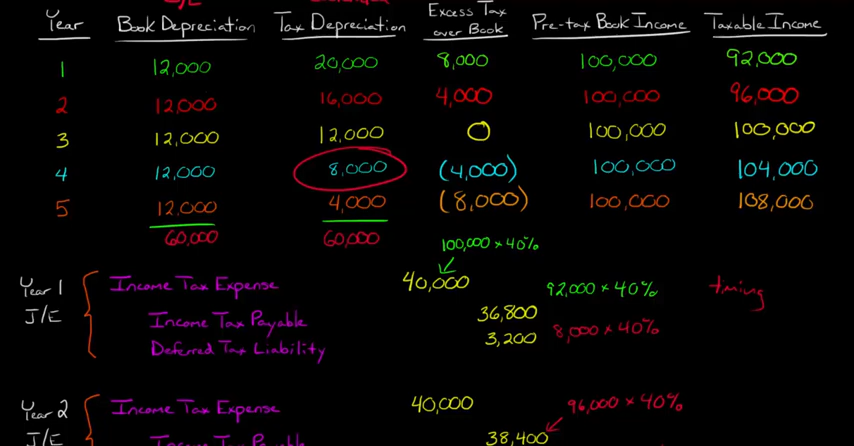 Year Book Depreciation Tax Depreciation Excess Tax over Book Pre-tax Book Income Taxable Income
1 12,000 20,000 8,000 100,000 92,000
2 12,000 16,000 4,000 100,000 96,000
3 12,000 12,000 0 100,000 100,000
4 12,000 8,000 (4,000) 100,000 104,000
5 12,000 4,000 (8,000) 100,000 108,000
60,000 60,000
100,000 × 40%
Year 1 Income Tax Expense 40,000 92,000 × 40% timing
J/E Income Tax Payable 36,800
Deferred Tax Liability 3,200 8,000 × 40%
Year 2 Income Tax Expense 40,000 96,000 × 40%
J/E Income Tax Payable 38,400